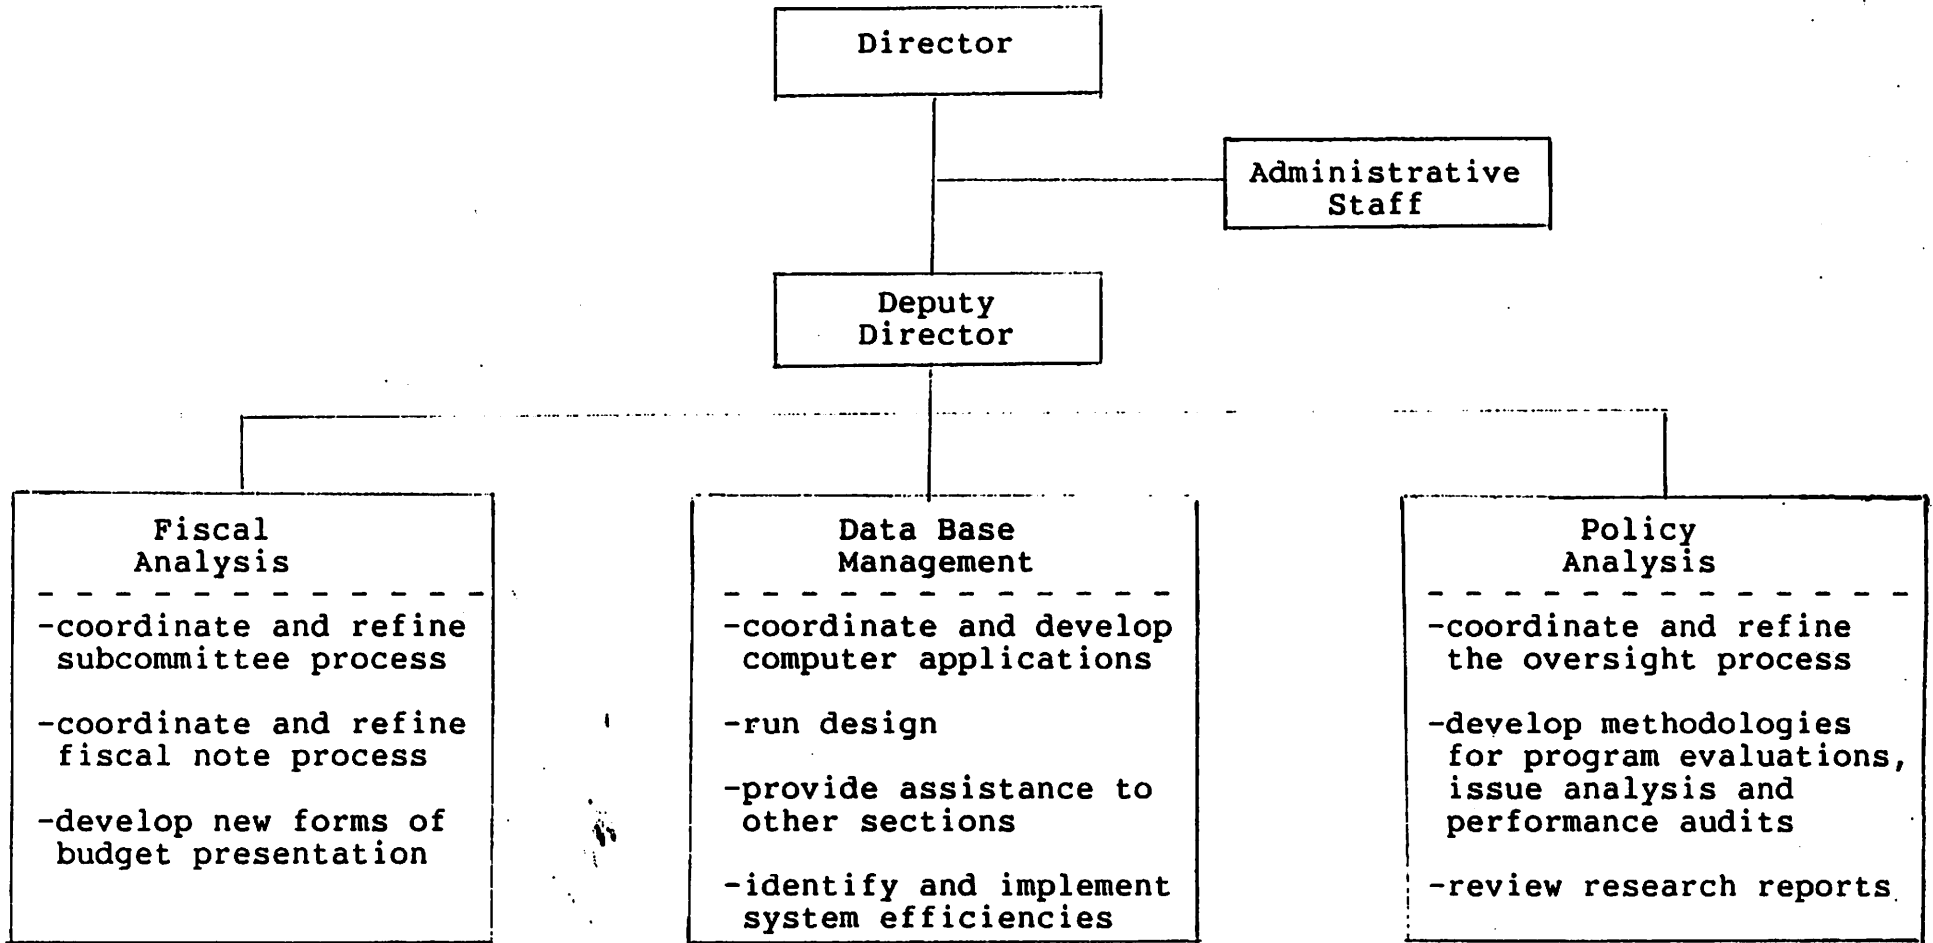 Director
Administrative
Staff
Deputy
Director
Fiscal
Analysis
-coordinate and refine
subcommittee process
-coordinate and refine
fiscal note process
-develop new forms of
budget presentation
Data Base
Management
-coordinate and develop
computer applications
-run design
-provide assistance to
other sections
-identify and implement
system efficiencies
Policy
Analysis
-coordinate and refine
the oversight process
-develop methodologies
for program evaluations,
issue analysis and
performance audits
-review research reports